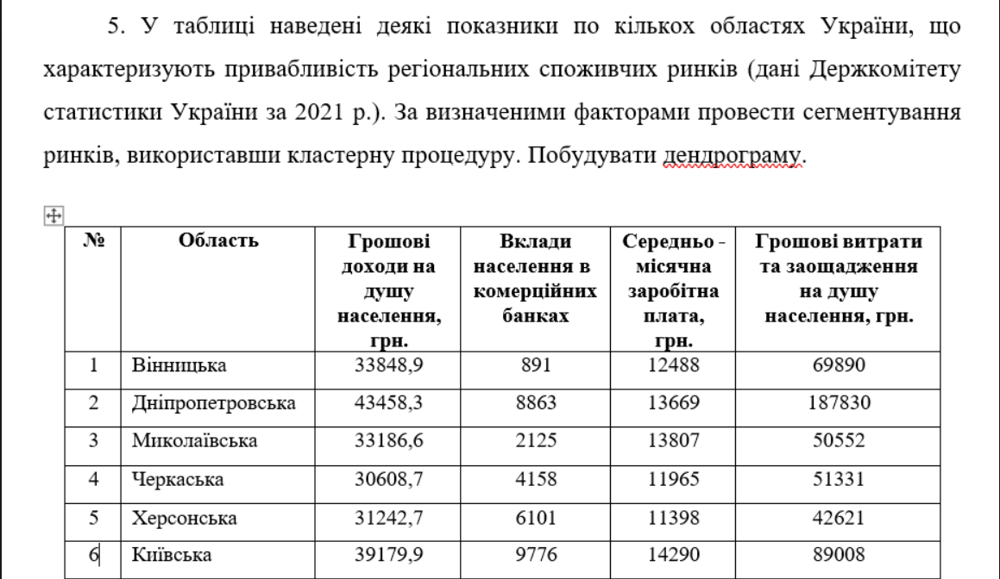 5. У таблиці наведені деякі показники по кількох областях України, що
характеризують привабливість регіональних споживчих ринків (дані Держкомітету
статистики України за 2021 р.). За визначеними факторами провести сегментування
ринків, використавши кластерну процедуру. Побудувати дендрограму.
№ Область Грошові доходи на душу населення, грн. Вклади населення в комерційних банках Середньо - місячна заробітна плата, грн. Грошові витрати та заощадження на душу населення, грн.
1 Вінницька 33848,9 891 12488 69890
2 Дніпропетровська 43458,3 8863 13669 187830
3 Миколаївська 33186,6 2125 13807 50552
4 Черкаська 30608,7 4158 11965 51331
5 Херсонська 31242,7 6101 11398 42621
6 Київська 39179,9 9776 14290 89008